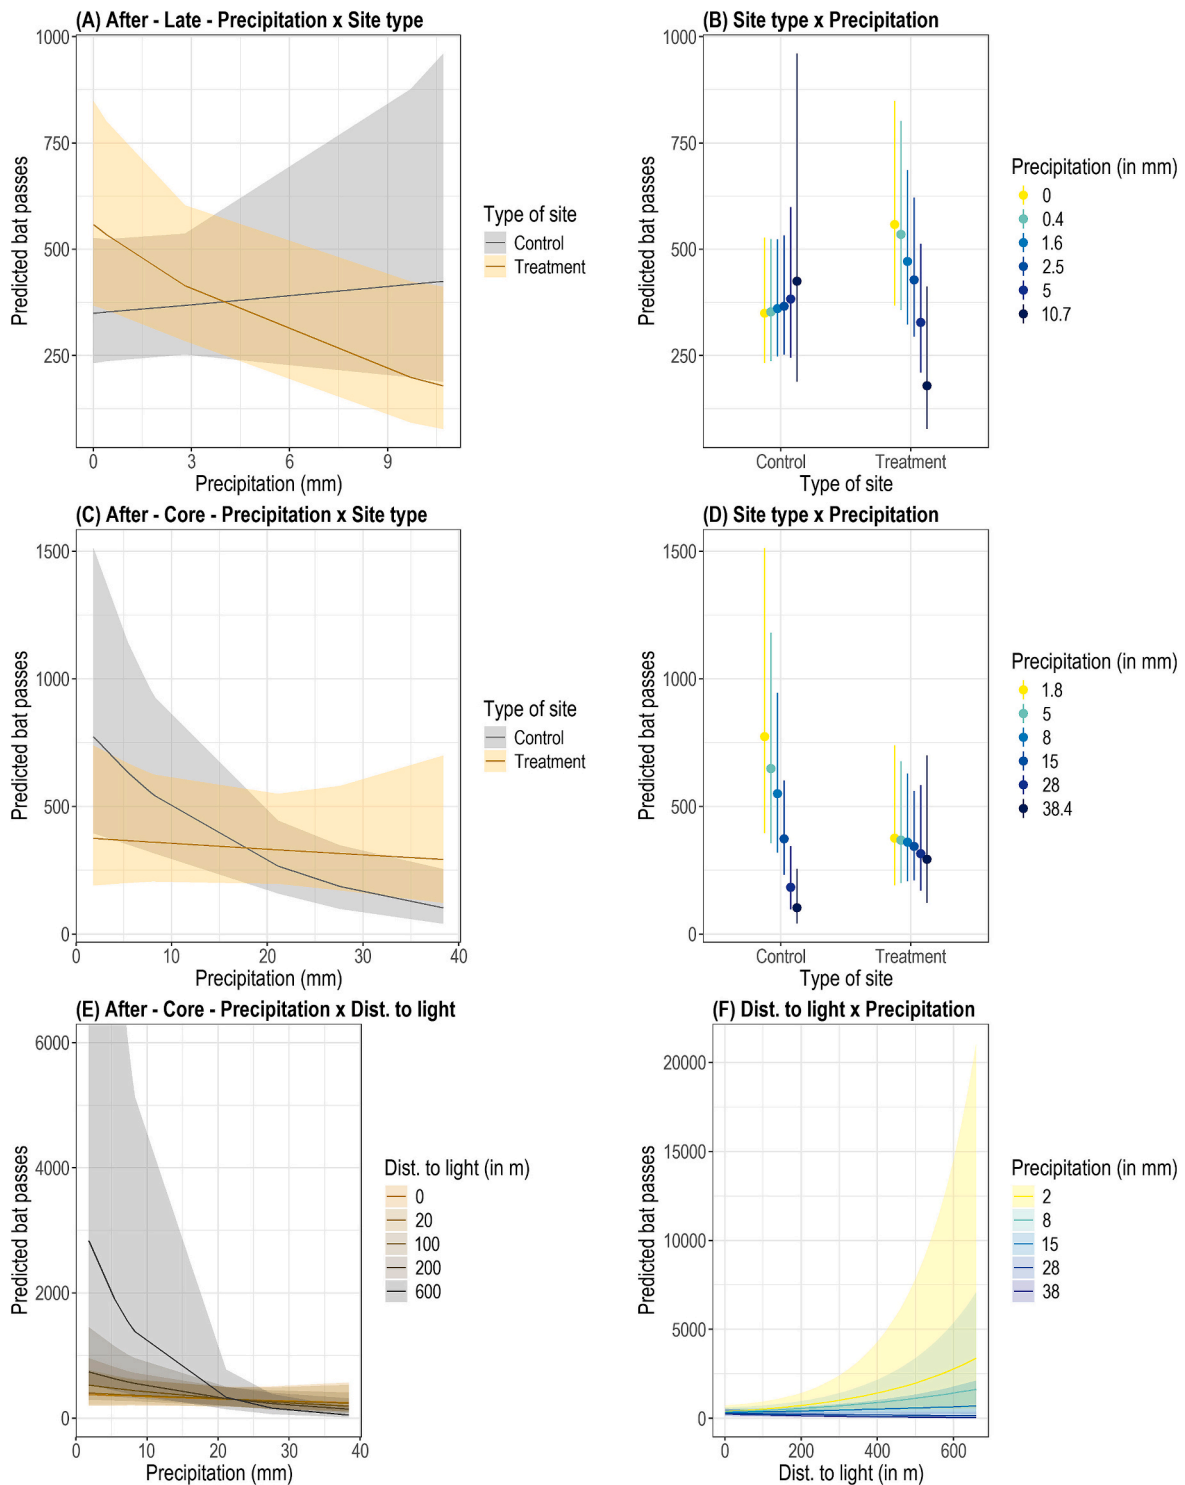 (A) After - Late - Precipitation x Site type
1000
750
500
250
Predicted bat passes
0 3 6 9
Precipitation (mm)
Type of site
Control
Treatment
(B) Site type x Precipitation
1000
750
500
250
Predicted bat passes
Control Treatment
Type of site
Precipitation (in mm)
0
0.4
1.6
2.5
5
10.7
(C) After - Core - Precipitation x Site type
1500
1000
500
0
Predicted bat passes
0 10 20 30 40
Precipitation (mm)
Type of site
Control
Treatment
(D) Site type x Precipitation
1500
1000
500
0
Predicted bat passes
Control Treatment
Type of site
Precipitation (in mm)
1.8
5
8
15
28
38.4
(E) After - Core - Precipitation x Dist. to light
6000
4000
2000
0
Predicted bat passes
0 10 20 30 40
Precipitation (mm)
Dist. to light (in m)
0
20
100
200
600
(F) Dist. to light x Precipitation
20000
15000
10000
5000
0
Predicted bat passes
0 200 400 600
Dist. to light (in m)
Precipitation (in mm)
2
8
15
28
38